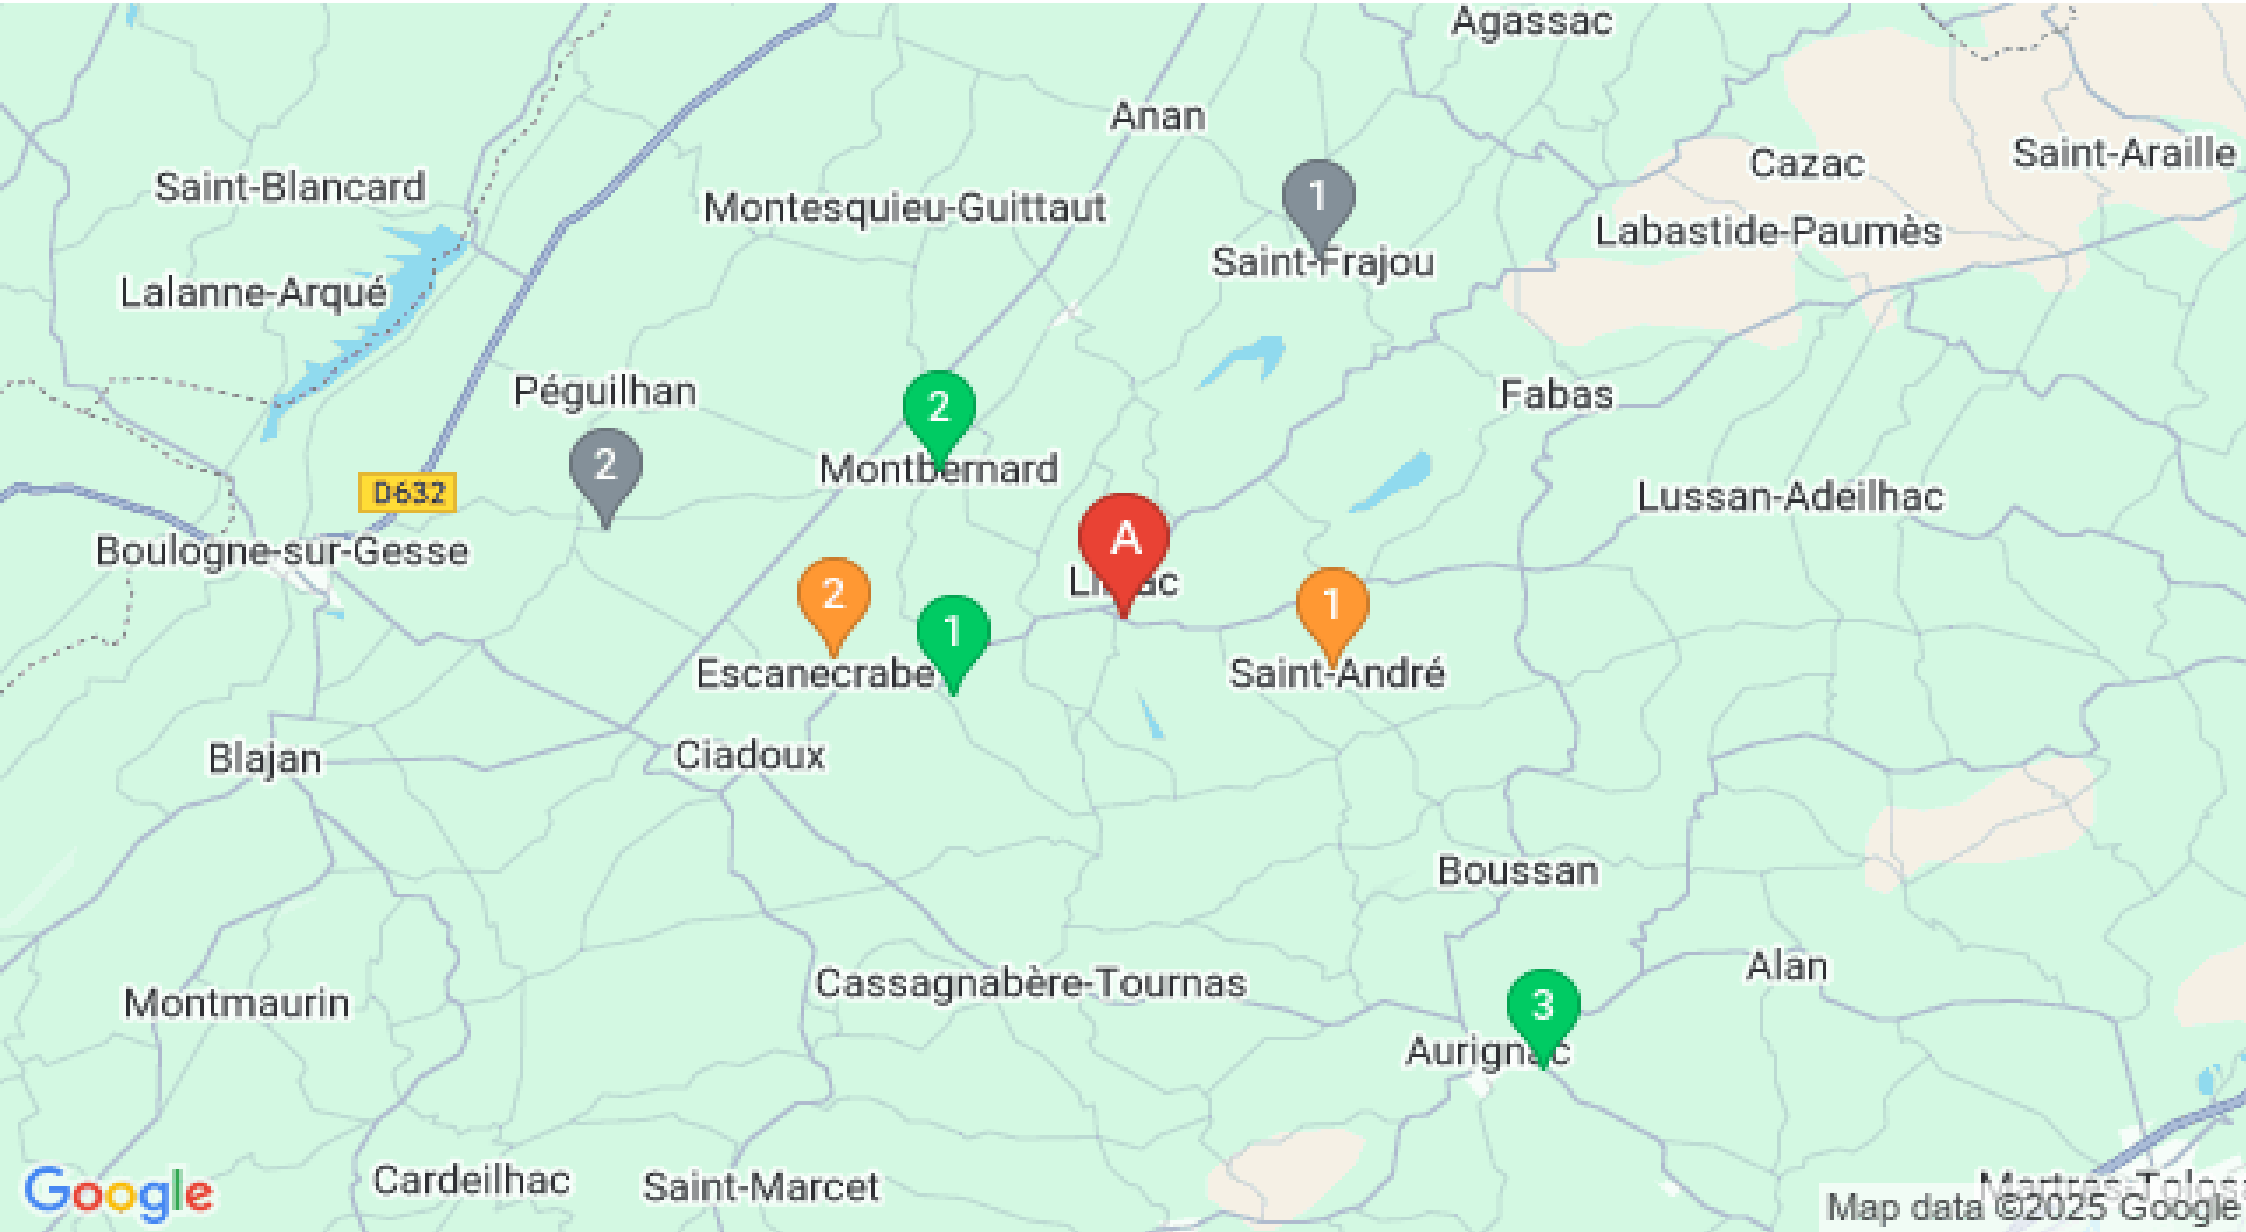 Agassac
Anan
Saint-Araille
Cazac
Saint-Blancard
1
Montesquieu-Guittaut
Labastide-Paumès
Saint-Frajou
Lalanne-Arqué
Péguilhan
2
Fabas
2
Montbernard
D632
Lussan-Adeilhac
A
Boulogne-sur-Gesse
2
1
1
Escanecrabe
Saint-André
Ciadoux
Blajan
Boussan
Alan
Cassagnabère-Tournas
Montmaurin
3
Aurignac
Cardeilhac
Saint-Marcet
Google
Map data ©2025 Google